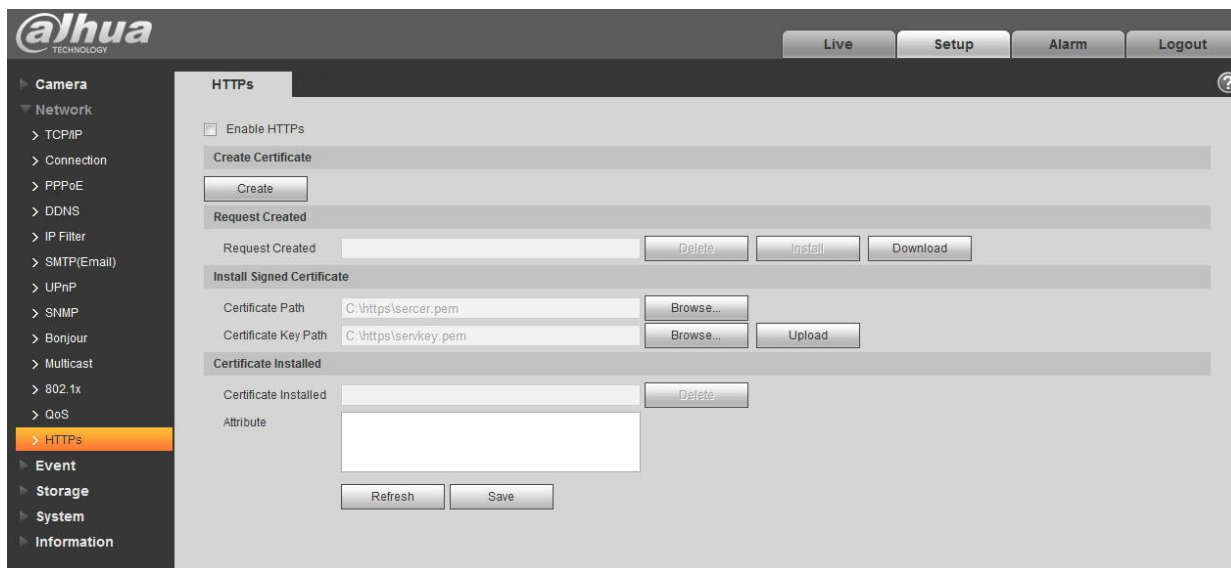 alhua
TECHNOLOGY
Live Setup Alarm Logout
Camera
Network
> TCP/IP
> Connection
> PPPoE
> DDNS
> IP Filter
> SMTP(Email)
> UPnP
> SNMP
> Bonjour
> Multicast
> 802.1x
> QoS
> HTTPs
Event
Storage
System
Information
HTTPs
?
Enable HTTPs
Create Certificate
Create
Request Created
Request Created Delete Install Download
Install Signed Certificate
Certificate Path C:\https\sercer.pem Browse...
Certificate Key Path C:\https\servkey.pem Browse... Upload
Certificate Installed
Certificate Installed Delete
Attribute
Refresh Save